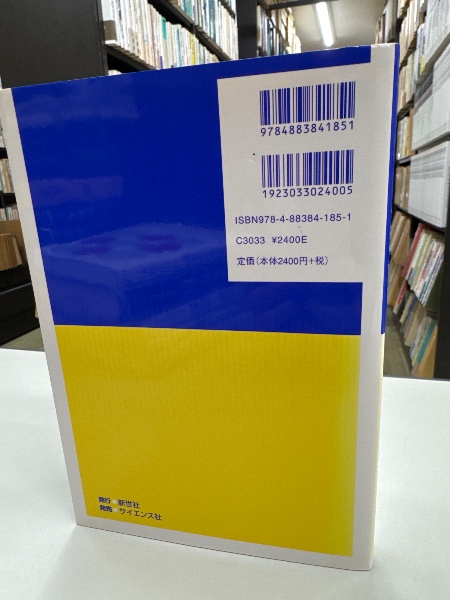 9784883841851
1923033024005
ISBN978-4-88384-185-1
C3033 ¥2400E
定価(本体2400円+税)
発行●新世社
発売●サイエンス社